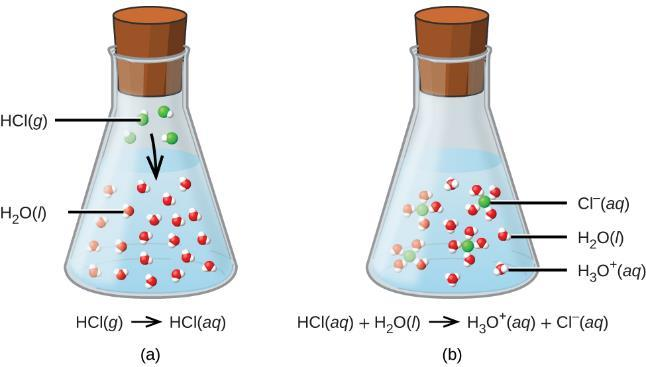 HCl(g)
H₂O(l)
HCl(g) ⟶ HCl(aq)
(a)
Cl⁻(aq)
H₂O(l)
H₃O⁺(aq)
HCl(aq) + H₂O(l) ⟶ H₃O⁺(aq) + Cl⁻(aq)
(b)